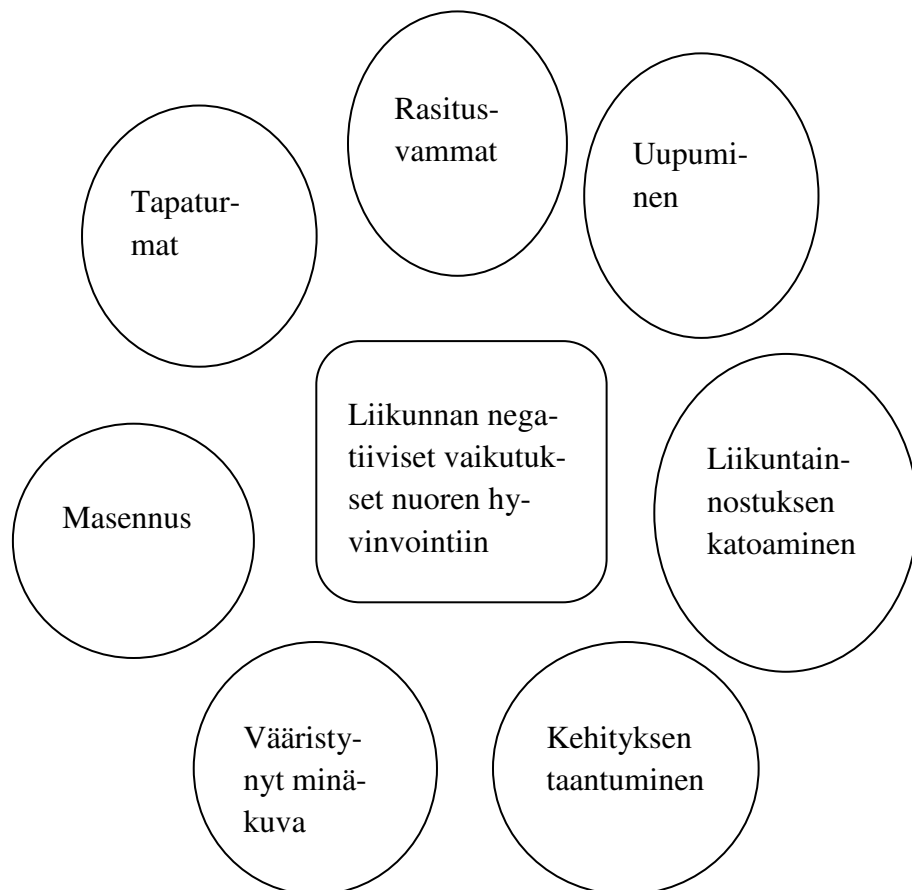 Rasitus-
vammat
Uupumi-
nen
Tapatur-
mat
Liikunnan nega-
tiiviset vaikutuk-
set nuoren hy-
vinvointiin
Liikuntain-
nostuksen
katoaminen
Masennus
Vääristy-
nyt minä-
kuva
Kehityksen
taantuminen